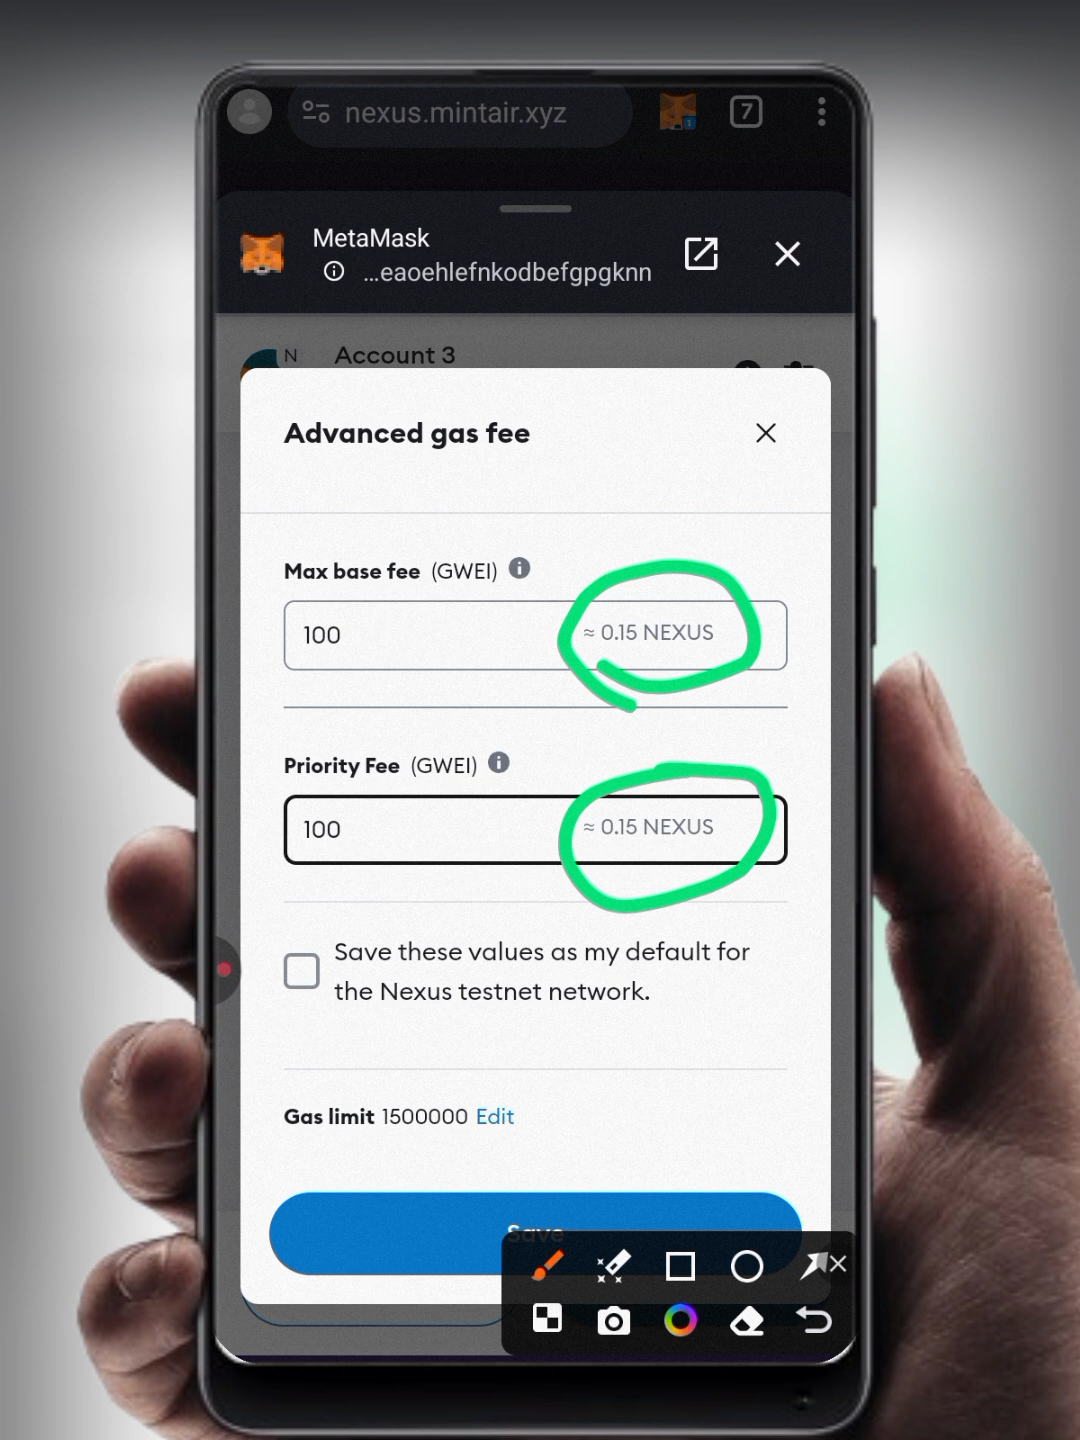 nexus.mintair.xyz
7
MetaMask
...eaoehlefnkodbefgpgknn
N
Account 3
Advanced gas fee
Max base fee (GWEI)
100
≈ 0.15 NEXUS
Priority Fee (GWEI)
100
≈ 0.15 NEXUS
Save these values as my default for
the Nexus testnet network.
Gas limit 1500000 Edit
Save